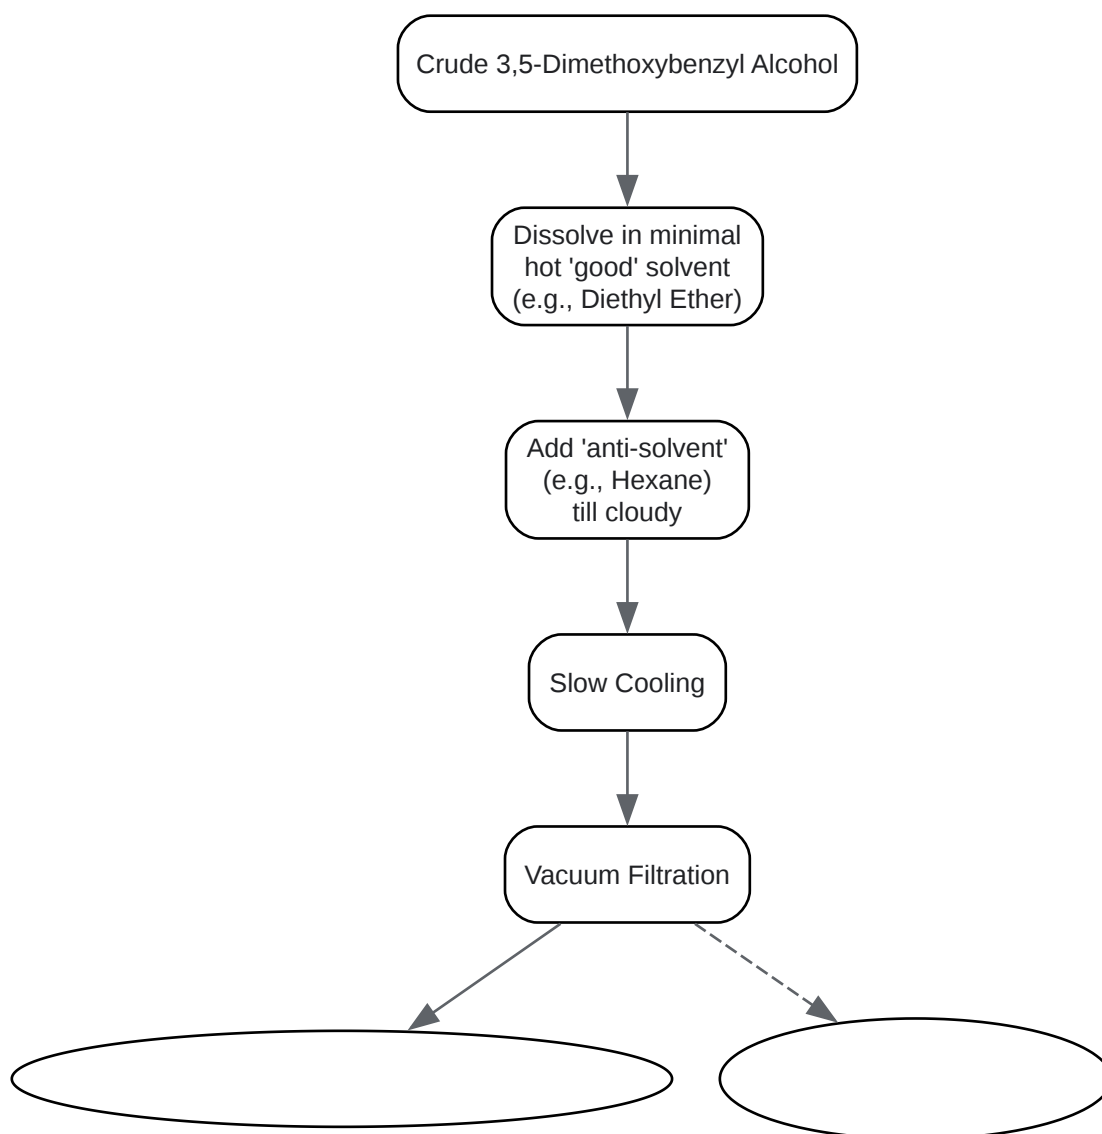 Crude 3,5-Dimethoxybenzyl Alcohol
Dissolve in minimal
hot 'good' solvent
(e.g., Diethyl Ether)
Add 'anti-solvent'
(e.g., Hexane)
till cloudy
Slow Cooling
Vacuum Filtration